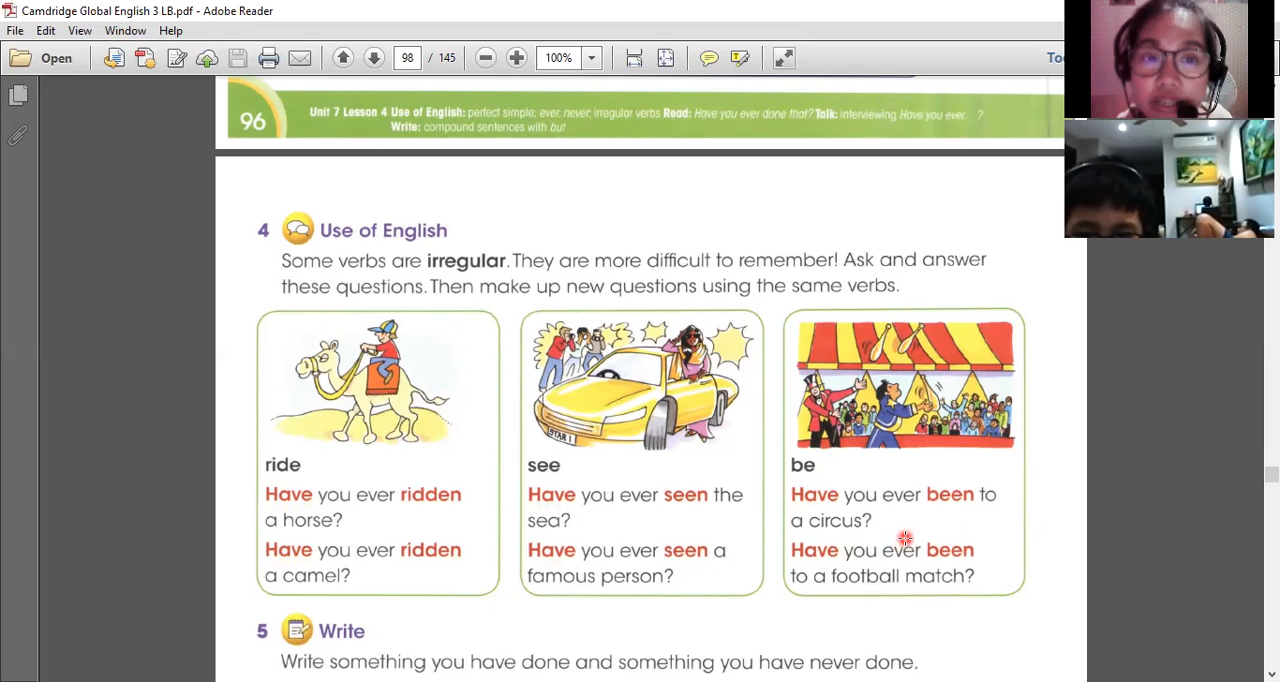 Camdridge Global English 3 LB.pdf - Adobe Reader
File Edit View Window Help
Open 98 / 145 100% Too
96 Unit 7 Lesson 4 Use of English: perfect simple; ever, never, irregular verbs Read: Have you ever done that? Talk: interviewing Have you ever ?
Write: compound sentences with but
4 Use of English
Some verbs are irregular. They are more difficult to remember! Ask and answer
these questions. Then make up new questions using the same verbs.
STAR 1
ride
Have you ever ridden
a horse?
Have you ever ridden
a camel?
see
Have you ever seen the
sea?
Have you ever seen a
famous person?
be
Have you ever been to
a circus?
Have you ever been
to a football match?
5 Write
Write something you have done and something you have never done.